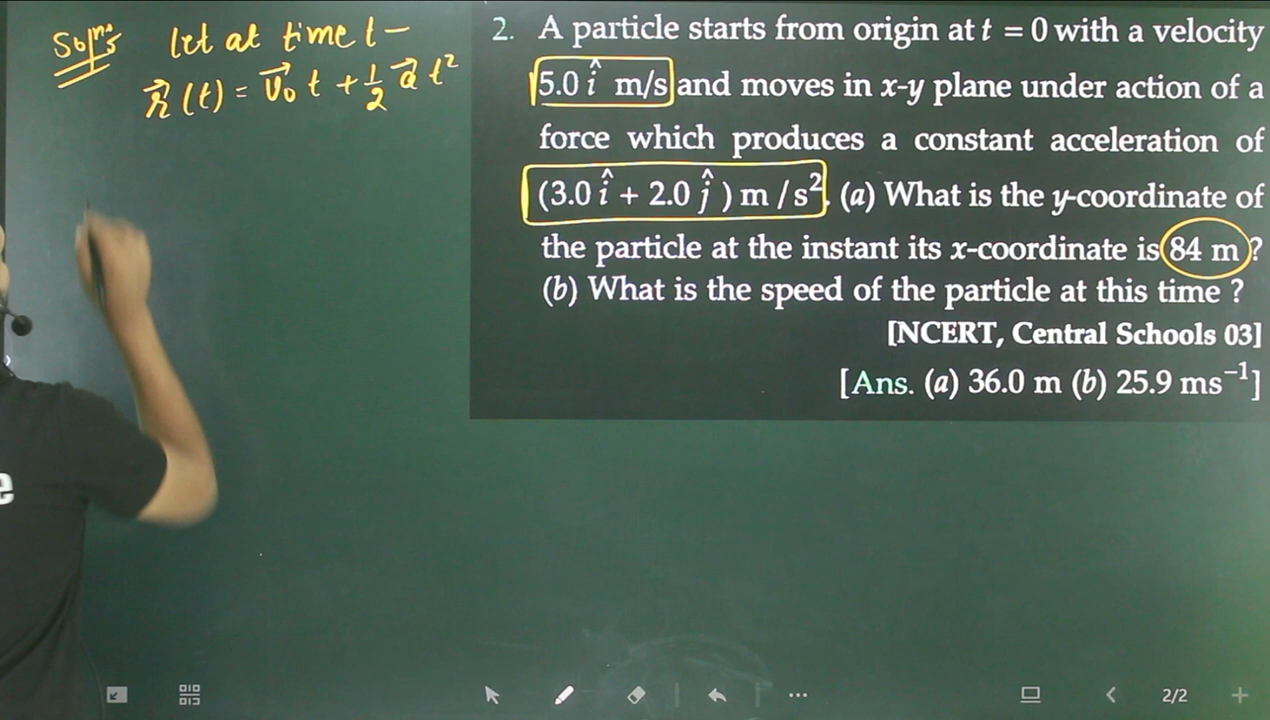 Solⁿs let at time t –
r⃗ (t) = v⃗₀ t + ½ a⃗ t²
2. A particle starts from origin at t = 0 with a velocity
5.0 î m/s and moves in x-y plane under action of a
force which produces a constant acceleration of
(3.0 î + 2.0 ĵ ) m / s². (a) What is the y-coordinate of
the particle at the instant its x-coordinate is 84 m ?
(b) What is the speed of the particle at this time ?
[NCERT, Central Schools 03]
[Ans. (a) 36.0 m (b) 25.9 ms⁻¹]
e
2/2